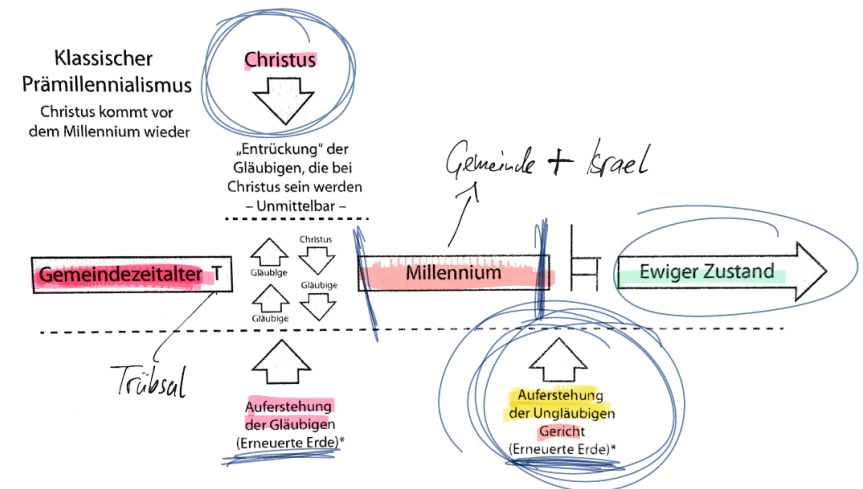 Klassischer
Prämillennialismus
Christus kommt vor
dem Millennium wieder
Christus
„Entrückung“ der
Gläubigen, die bei
Christus sein werden
– Unmittelbar –
Gemeinde + Israel
Gemeindezeitalter T
Gläubige
Christus
Gläubige
Gläubige
Millennium
Ewiger Zustand
Trübsal
Auferstehung
der Gläubigen
(Erneuerte Erde)*
Auferstehung
der Ungläubigen
Gericht
(Erneuerte Erde)*